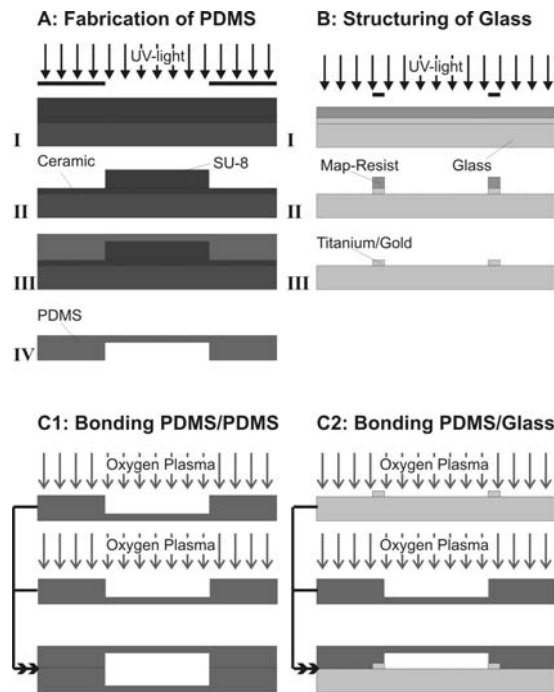 A: Fabrication of PDMS
UV-light
I
Ceramic
SU-8
II
III
PDMS
IV
B: Structuring of Glass
UV-light
I
Map-Resist
Glass
II
Titanium/Gold
III
C1: Bonding PDMS/PDMS
Oxygen Plasma
Oxygen Plasma
C2: Bonding PDMS/Glass
Oxygen Plasma
Oxygen Plasma